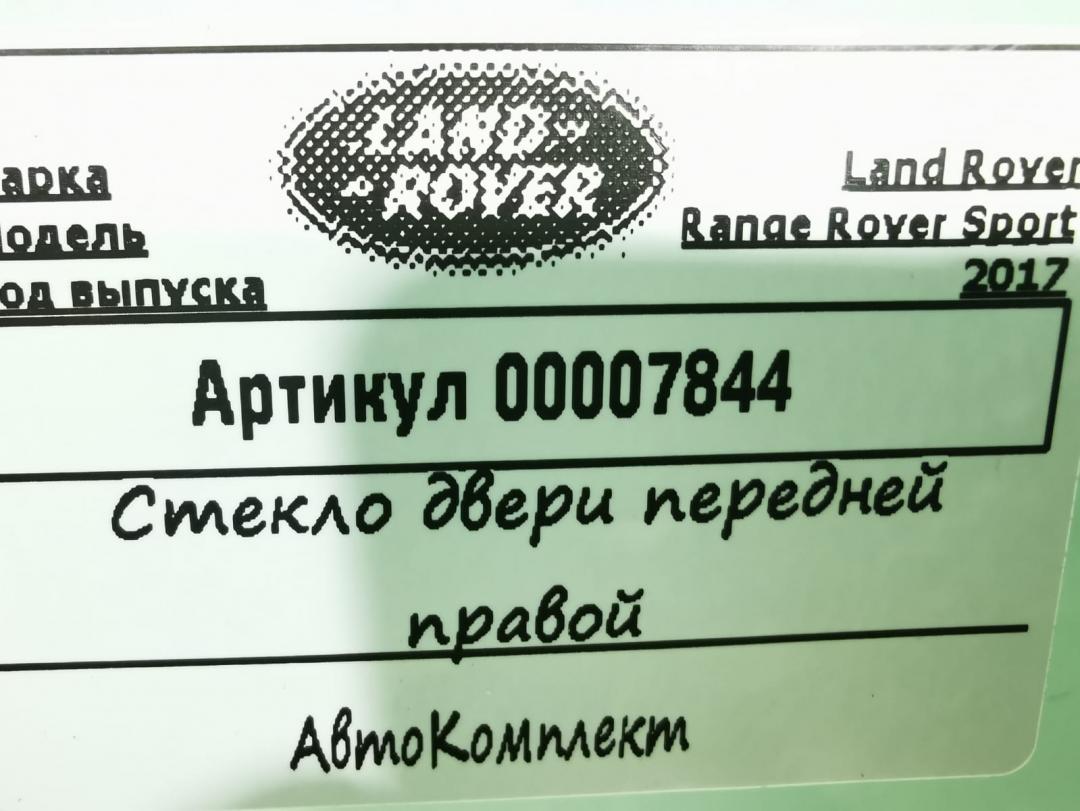 LAND-
-ROVER
арка Land Rover
одель Range Rover Sport
од выпуска 2017
Артикул 00007844
Стекло двери передней
правой
АвтоКомплект